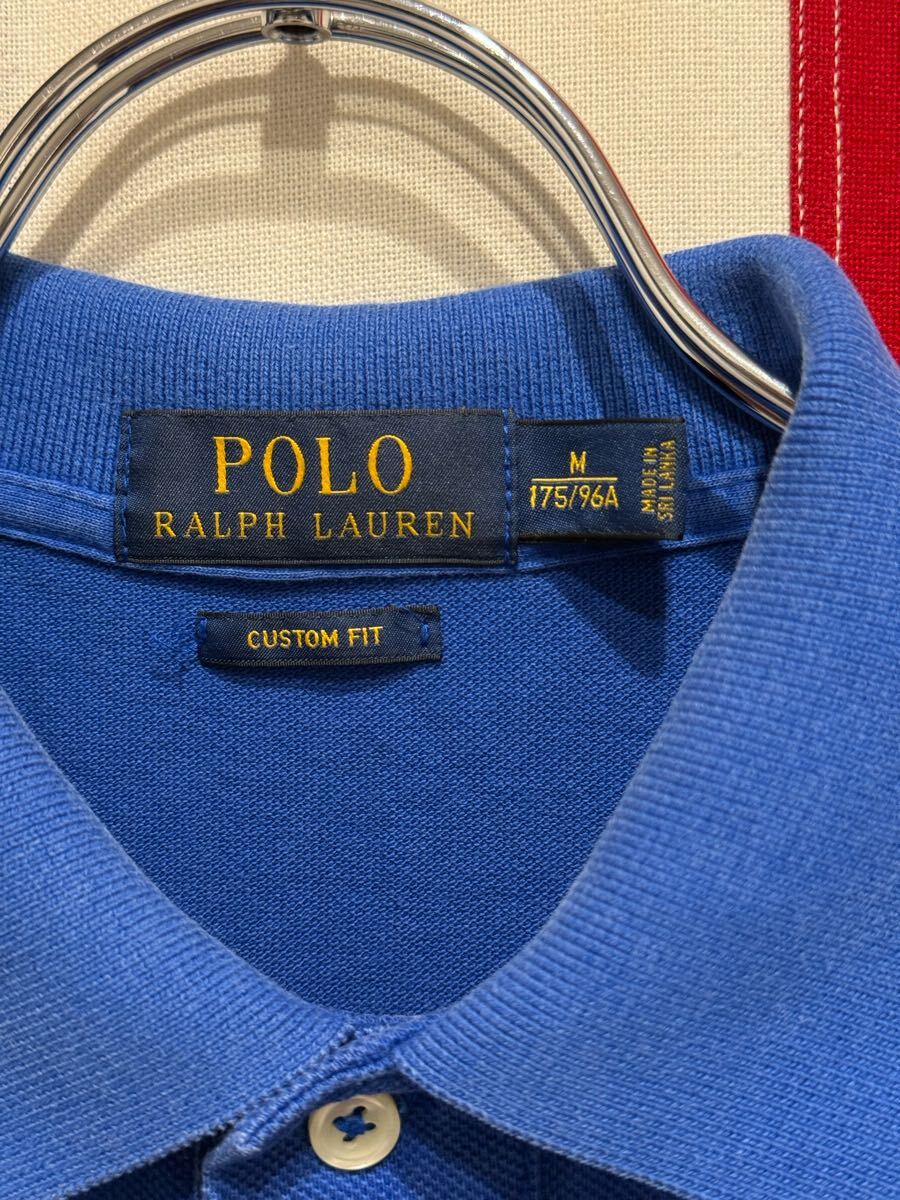 POLO
RALPH LAUREN
M
175/96A
MADE IN
SRI LANKA
CUSTOM FIT